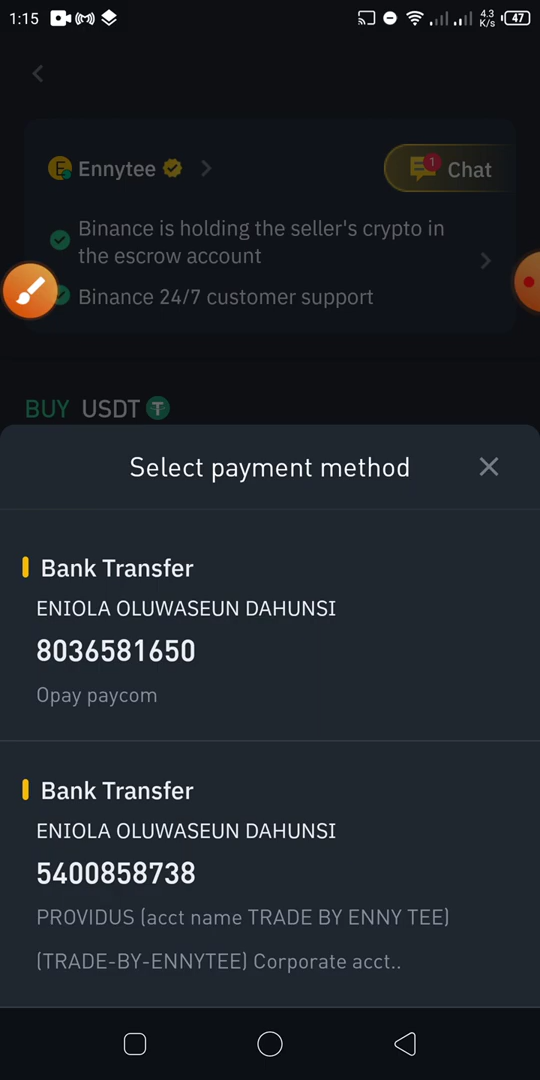 1:15
4.3
K/s
47
E Ennytee
1
Chat
Binance is holding the seller's crypto in
the escrow account
Binance 24/7 customer support
BUY USDT
Select payment method
Bank Transfer
ENIOLA OLUWASEUN DAHUNSI
8036581650
Opay paycom
Bank Transfer
ENIOLA OLUWASEUN DAHUNSI
5400858738
PROVIDUS (acct name TRADE BY ENNY TEE)
(TRADE-BY-ENNYTEE) Corporate acct..